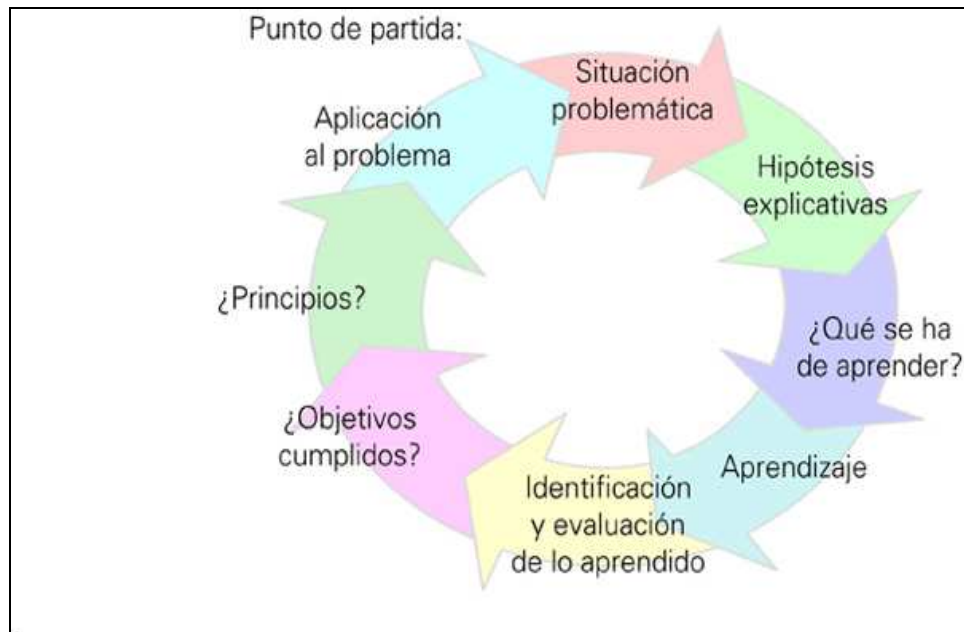 Punto de partida:
Situación
problemática
Hipótesis
explicativas
¿Qué se ha
de aprender?
Aprendizaje
Identificación
y evaluación
de lo aprendido
¿Objetivos
cumplidos?
¿Principios?
Aplicación
al problema